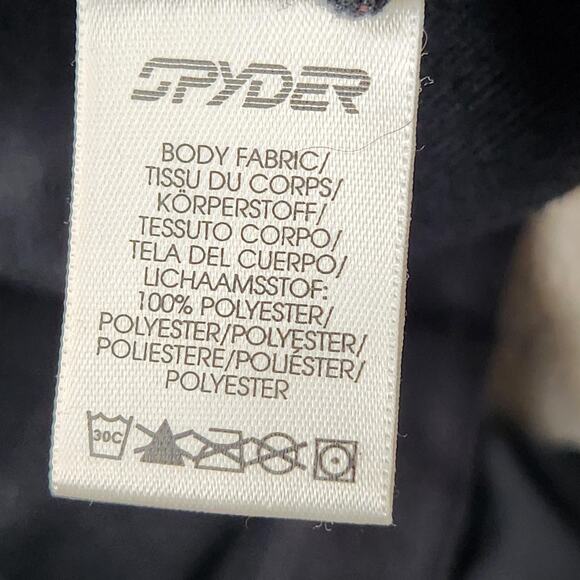 SPYDER
BODY FABRIC/
TISSU DU CORPS/
KÖRPERSTOFF/
TESSUTO CORPO/
TELA DEL CUERPO/
LICHAAMSSTOF:
100% POLYESTER/
POLYESTER/POLYESTER/
POLIESTERE/POLIÉSTER/
POLYESTER
30C